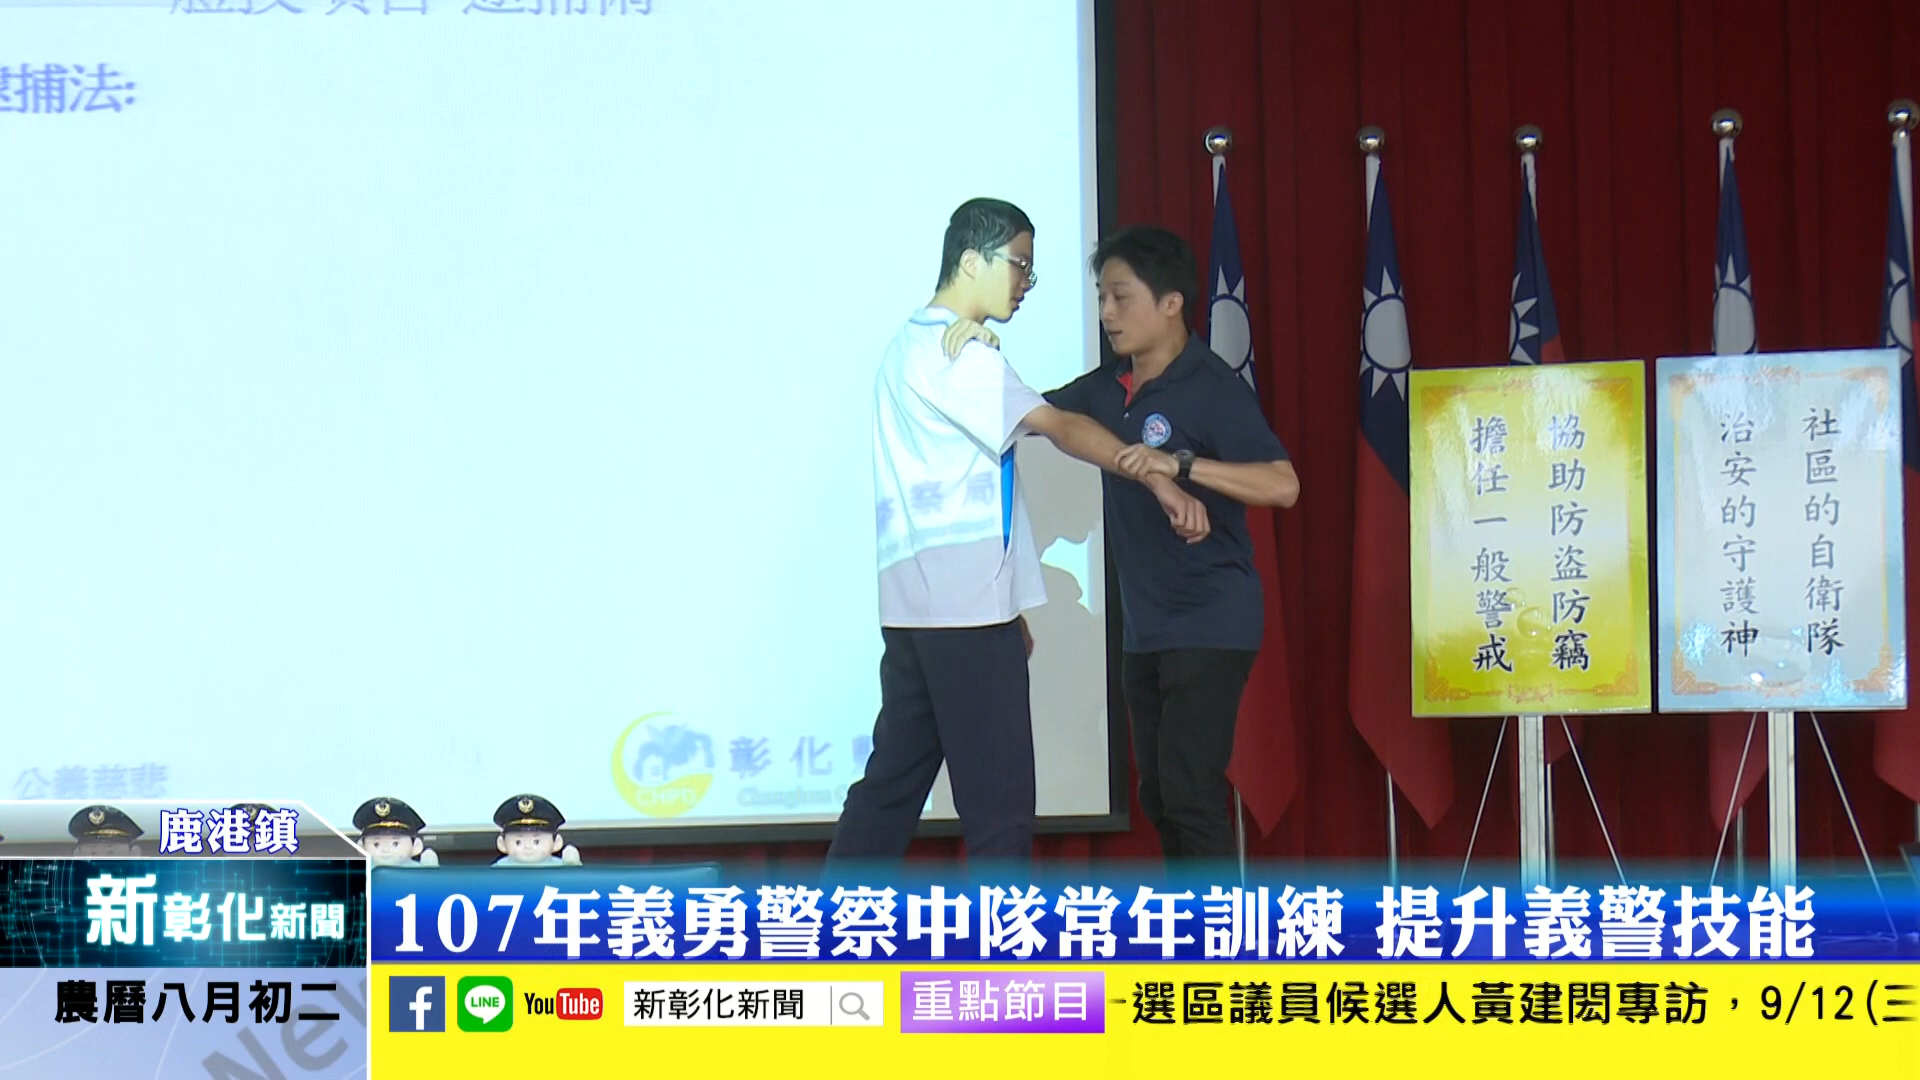 逮捕法:
公義慈悲
CHPD
彰化
警察局
協助防盜防竊
擔任一般警戒
社區的自衛隊
治安的守護神
鹿港鎮
新彰化新聞
107年義勇警察中隊常年訓練 提升義警技能
農曆八月初二
LINE
YouTube
新彰化新聞
重點節目
選區議員候選人黃建閎專訪，9/12(三